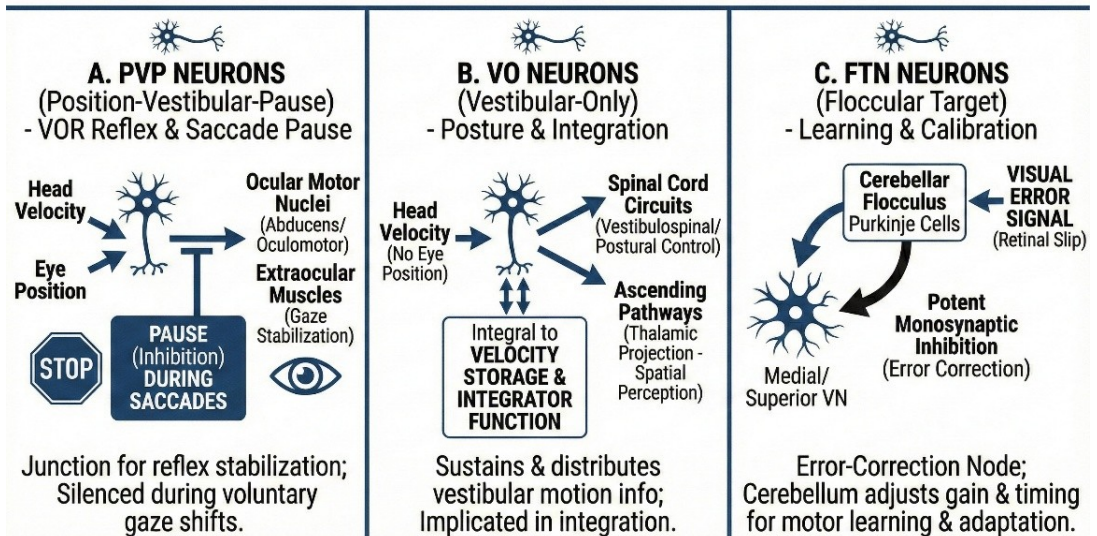 A. PVP NEURONS
(Position-Vestibular-Pause)
- VOR Reflex & Saccade Pause
Head
Velocity
Eye
Position
Ocular Motor
Nuclei
(Abducens/
Oculomotor)
Extraocular
Muscles
(Gaze
Stabilization)
STOP
PAUSE
(Inhibition)
DURING
SACCADES
Junction for reflex stabilization;
Silenced during voluntary
gaze shifts.
B. VO NEURONS
(Vestibular-Only)
- Posture & Integration
Head
Velocity
(No Eye
Position)
Spinal Cord
Circuits
(Vestibulospinal/
Postural Control)
Ascending
Pathways
(Thalamic
Projection -
Spatial
Perception)
Integral to
VELOCITY
STORAGE &
INTEGRATOR
FUNCTION
Sustains & distributes
vestibular motion info;
Implicated in integration.
C. FTN NEURONS
(Floccular Target)
- Learning & Calibration
Cerebellar
Flocculus
Purkinje Cells
VISUAL
ERROR
SIGNAL
(Retinal Slip)
Potent
Monosynaptic
Inhibition
(Error Correction)
Medial/
Superior VN
Error-Correction Node;
Cerebellum adjusts gain & timing
for motor learning & adaptation.